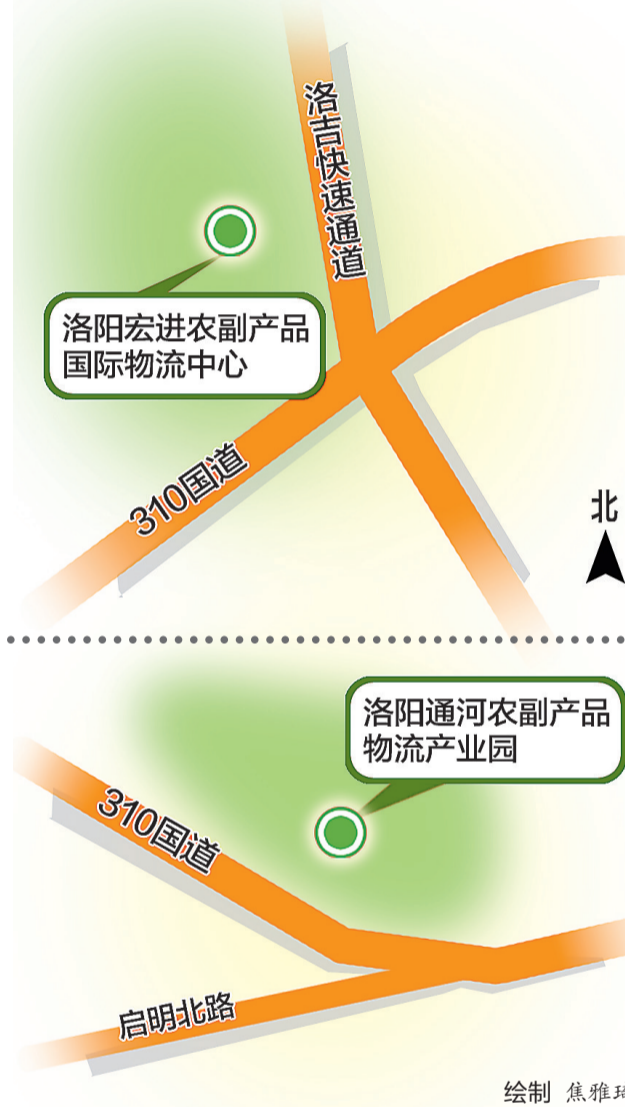 洛吉快速通道
洛阳宏进农副产品
国际物流中心
310国道
北
洛阳通河农副产品
物流产业园
310国道
启明北路
绘制 焦雅